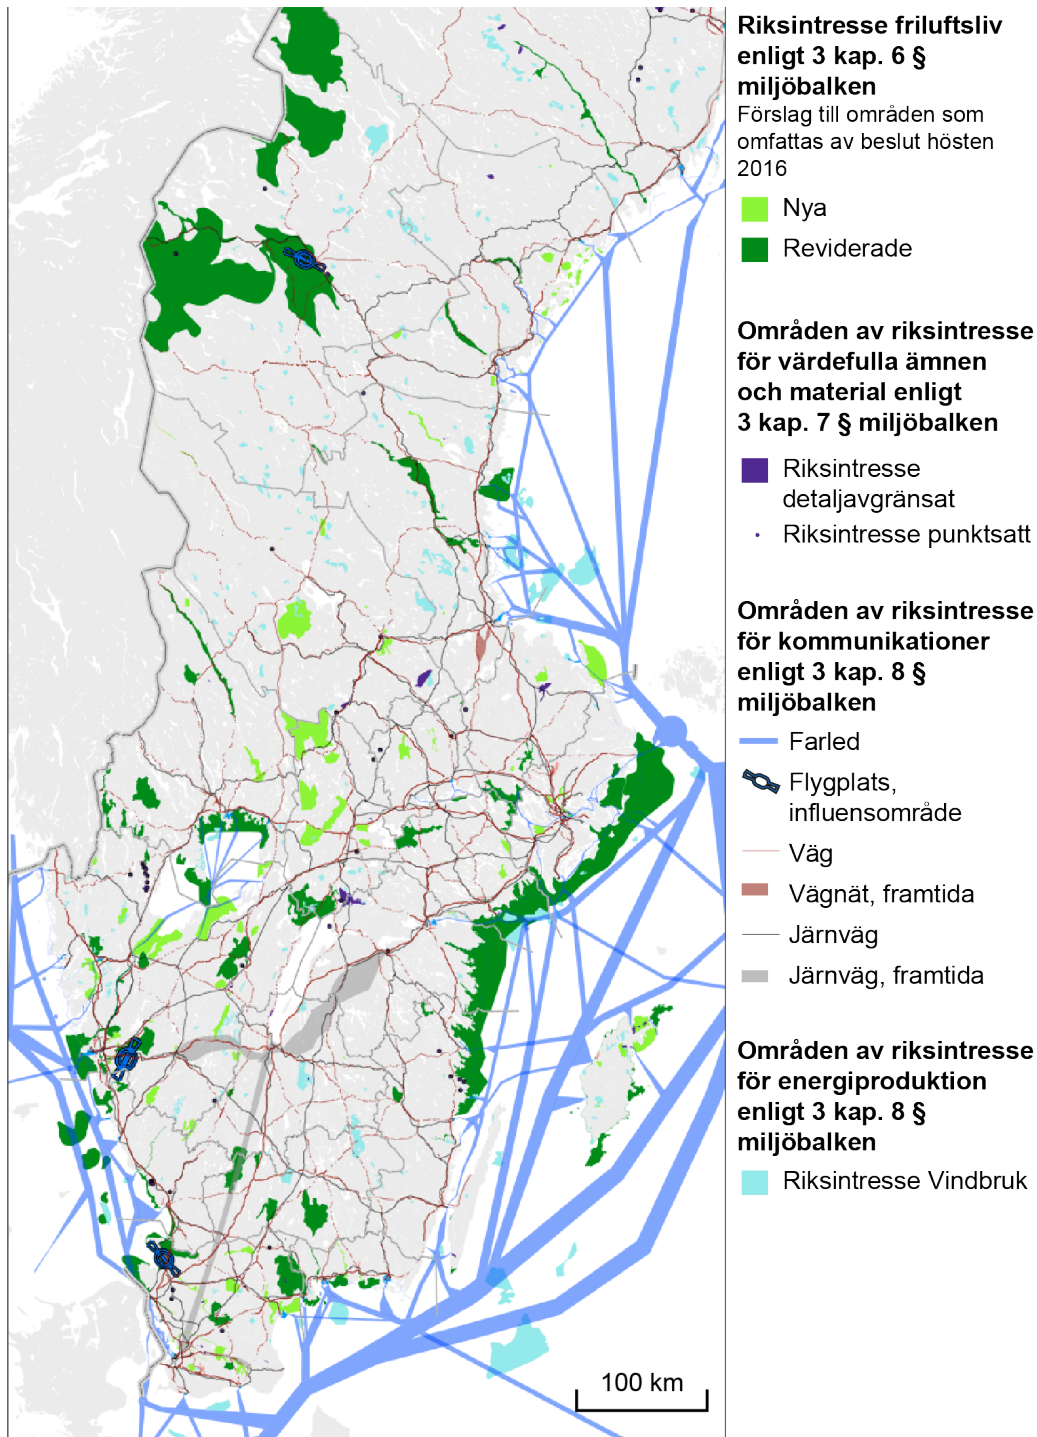 Riksintresse friluftsliv
enligt 3 kap. 6 §
miljöbalken
Förslag till områden som
omfattas av beslut hösten
2016
Nya
Reviderade
Områden av riksintresse
för värdefulla ämnen
och material enligt
3 kap. 7 § miljöbalken
Riksintresse
detaljavgränsat
Riksintresse punktsatt
Områden av riksintresse
för kommunikationer
enligt 3 kap. 8 §
miljöbalken
Farled
Flygplats,
influensområde
Väg
Vägnät, framtida
Järnväg
Järnväg, framtida
Områden av riksintresse
för energiproduktion
enligt 3 kap. 8 §
miljöbalken
Riksintresse Vindbruk
100 km